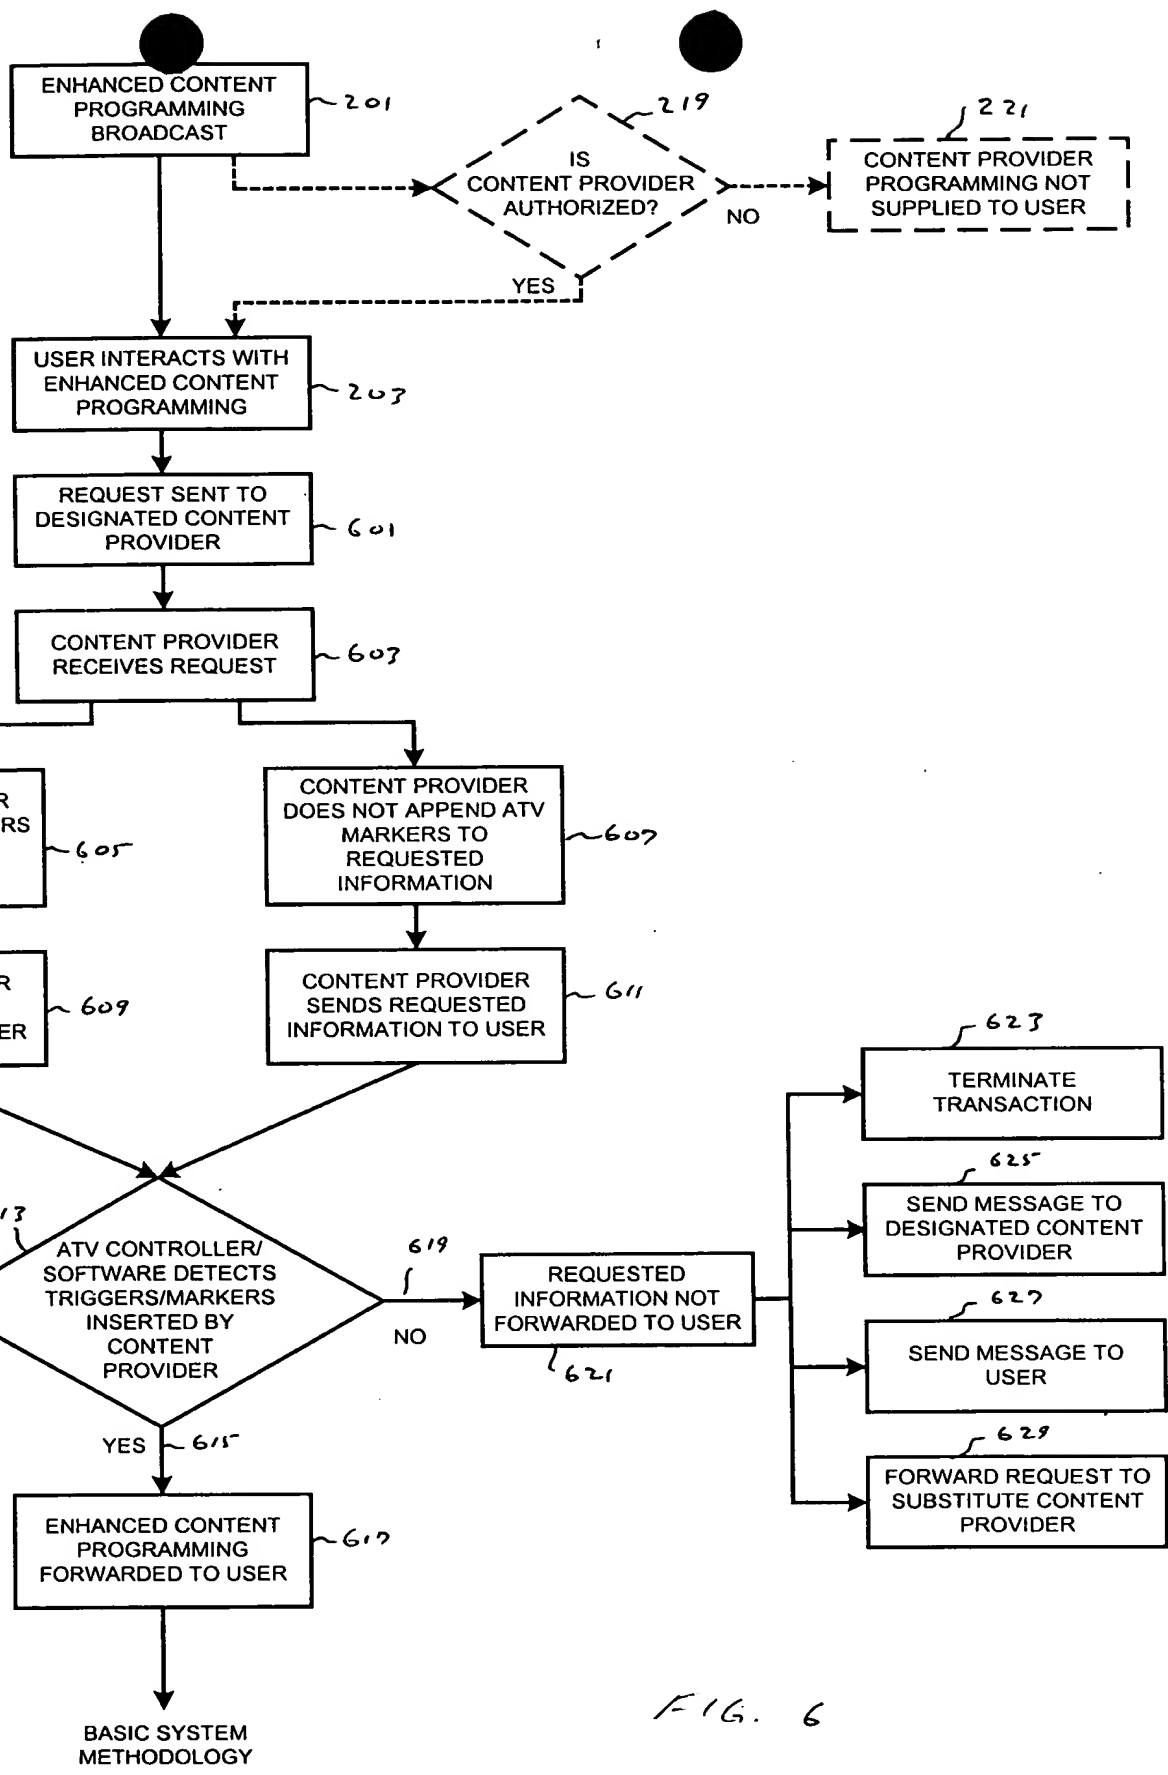 ENHANCED CONTENT
PROGRAMMING
BROADCAST
201
IS
CONTENT PROVIDER
AUTHORIZED?
219
NO
YES
221
CONTENT PROVIDER
PROGRAMMING NOT
SUPPLIED TO USER
USER INTERACTS WITH
ENHANCED CONTENT
PROGRAMMING
203
REQUEST SENT TO
DESIGNATED CONTENT
PROVIDER
601
CONTENT PROVIDER
RECEIVES REQUEST
603
R
RS
605
CONTENT PROVIDER
DOES NOT APPEND ATV
MARKERS TO
REQUESTED
INFORMATION
607
R
ER
609
CONTENT PROVIDER
SENDS REQUESTED
INFORMATION TO USER
611
13
ATV CONTROLLER/
SOFTWARE DETECTS
TRIGGERS/MARKERS
INSERTED BY
CONTENT
PROVIDER
619
NO
REQUESTED
INFORMATION NOT
FORWARDED TO USER
621
623
TERMINATE
TRANSACTION
625
SEND MESSAGE TO
DESIGNATED CONTENT
PROVIDER
627
SEND MESSAGE TO
USER
629
FORWARD REQUEST TO
SUBSTITUTE CONTENT
PROVIDER
YES
615
ENHANCED CONTENT
PROGRAMMING
FORWARDED TO USER
617
BASIC SYSTEM
METHODOLOGY
FIG. 6